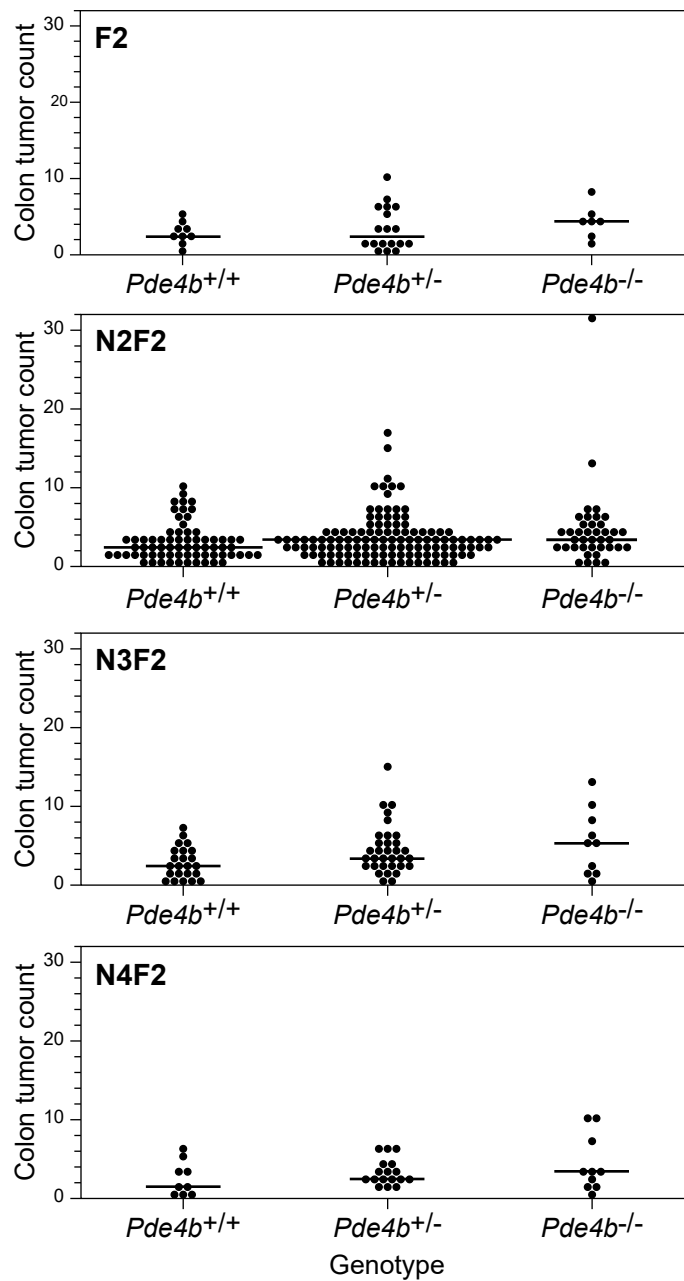 F2
Colon tumor count
30
20
10
0
Pde4b+/+ Pde4b+/- Pde4b-/-
N2F2
Colon tumor count
30
20
10
0
Pde4b+/+ Pde4b+/- Pde4b-/-
N3F2
Colon tumor count
30
20
10
0
Pde4b+/+ Pde4b+/- Pde4b-/-
N4F2
Colon tumor count
30
20
10
0
Pde4b+/+ Pde4b+/- Pde4b-/-
Genotype